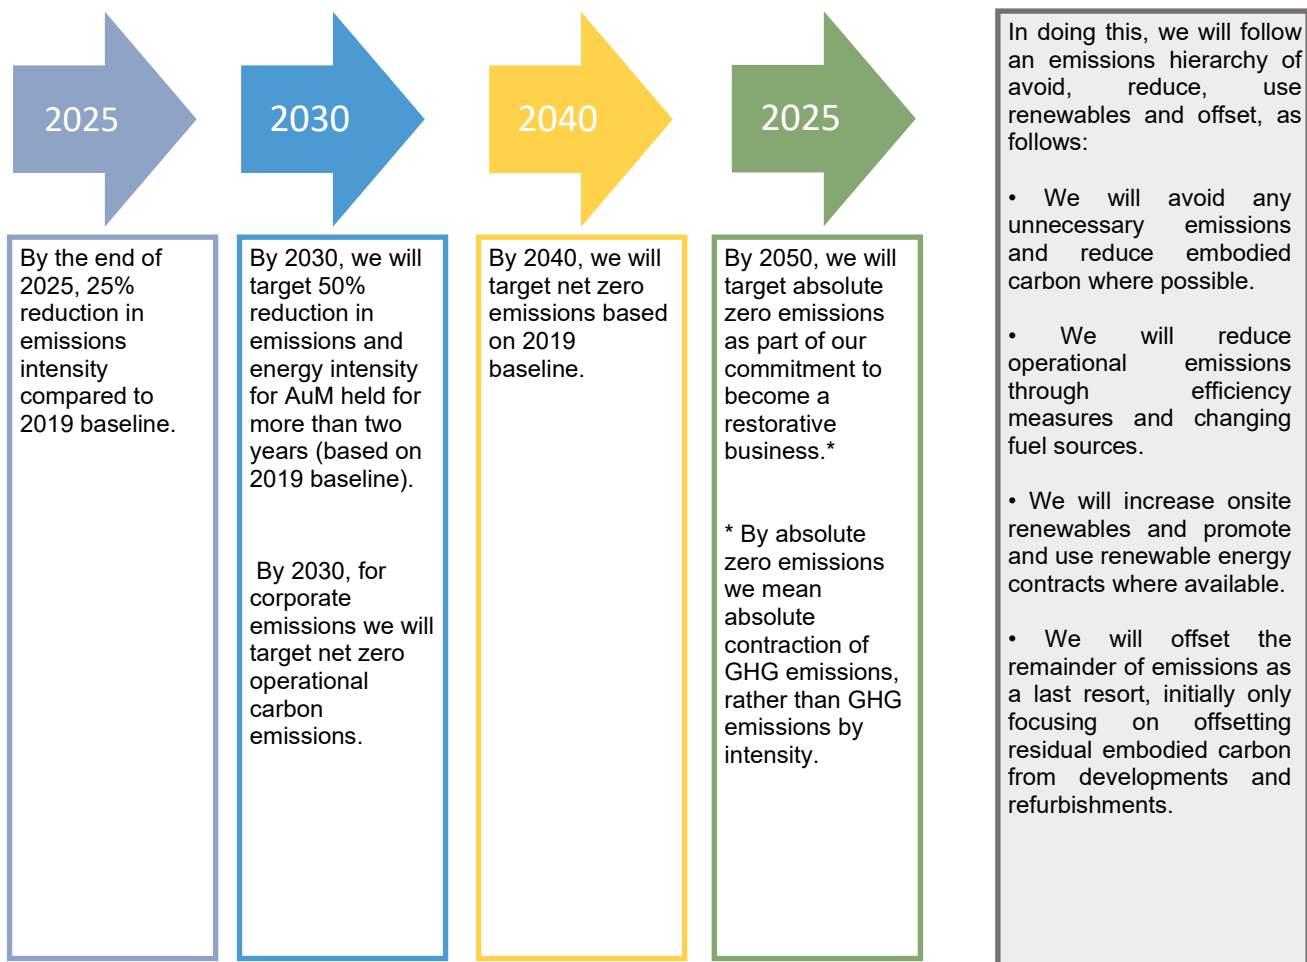 2025
By the end of
2025, 25%
reduction in
emissions
intensity
compared to
2019 baseline.
2030
By 2030, we will
target 50%
reduction in
emissions and
energy intensity
for AuM held for
more than two
years (based on
2019 baseline).
By 2030, for
corporate
emissions we will
target net zero
operational
carbon
emissions.
2040
By 2040, we will
target net zero
emissions based
on 2019
baseline.
2025
By 2050, we will
target absolute
zero emissions
as part of our
commitment to
become a
restorative
business.*
* By absolute
zero emissions
we mean
absolute
contraction of
GHG emissions,
rather than GHG
emissions by
intensity.
In doing this, we will follow
an emissions hierarchy of
avoid, reduce, use
renewables and offset, as
follows:
• We will avoid any
unnecessary emissions
and reduce embodied
carbon where possible.
• We will reduce
operational emissions
through efficiency
measures and changing
fuel sources.
• We will increase onsite
renewables and promote
and use renewable energy
contracts where available.
• We will offset the
remainder of emissions as
a last resort, initially only
focusing on offsetting
residual embodied carbon
from developments and
refurbishments.